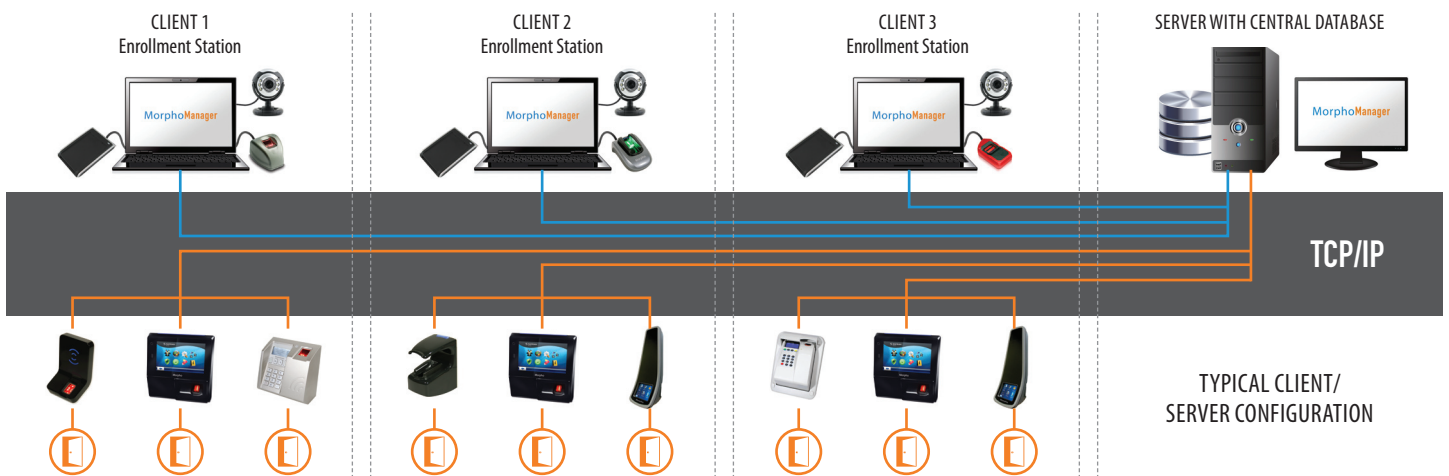 CLIENT 1
Enrollment Station
CLIENT 2
Enrollment Station
CLIENT 3
Enrollment Station
SERVER WITH CENTRAL DATABASE
MorphoManager
MorphoManager
MorphoManager
MorphoManager
TCP/IP
TYPICAL CLIENT/
SERVER CONFIGURATION